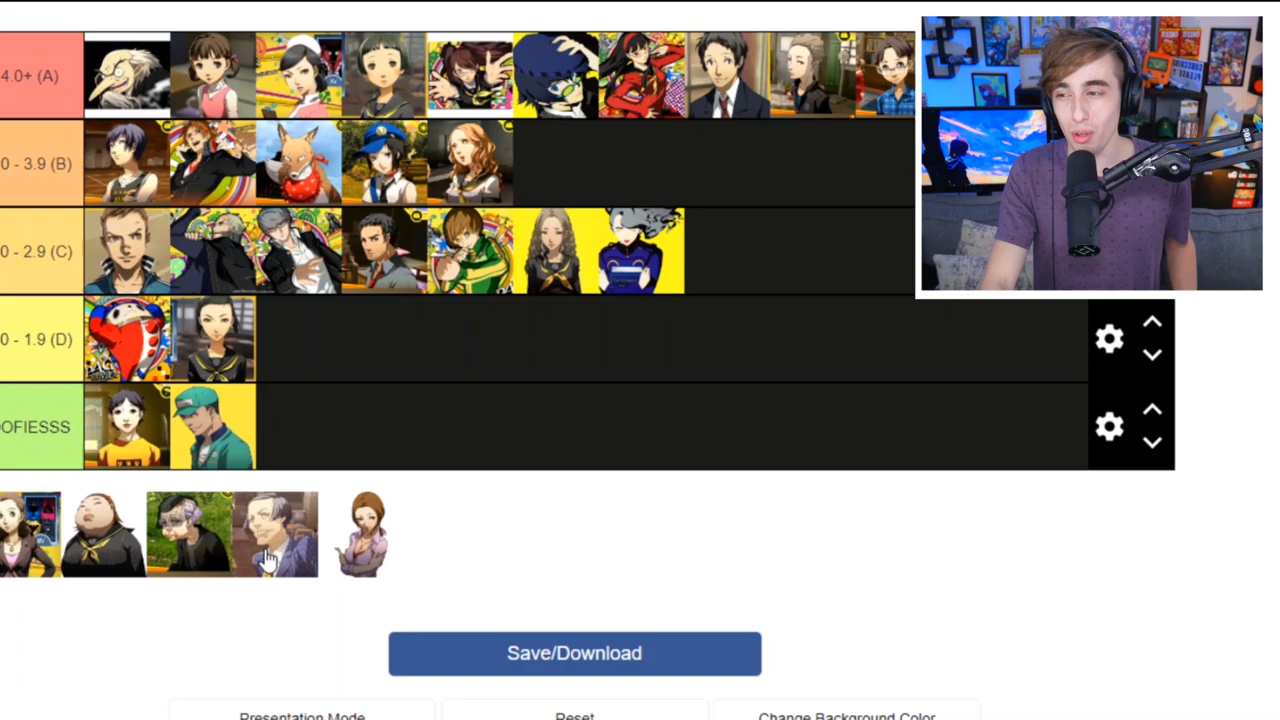 4.0+ (A)
0 - 3.9 (B)
0 - 2.9 (C)
0 - 1.9 (D)
OFIESSS
Save/Download
Presentation Mode
Reset
Change Background Color